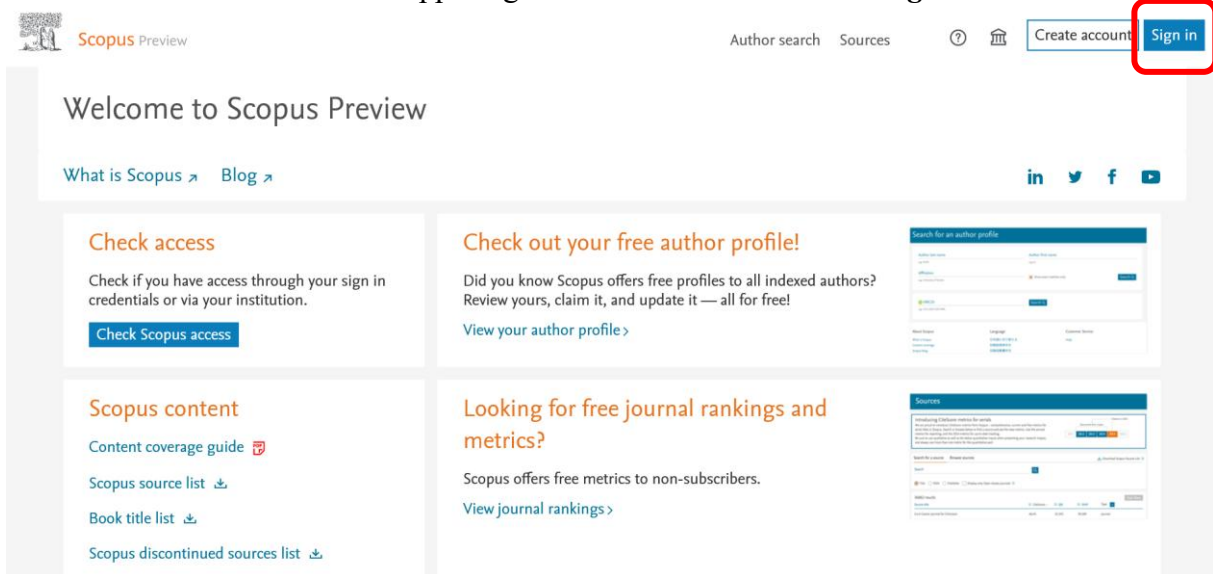 Scopus Preview
Author search Sources
Create account
Sign in
Welcome to Scopus Preview
What is Scopus Blog
Check access
Check if you have access through your sign in
credentials or via your institution.
Check Scopus access
Check out your free author profile!
Did you know Scopus offers free profiles to all indexed authors?
Review yours, claim it, and update it — all for free!
View your author profile
Search for an author profile
Scopus content
Content coverage guide
Scopus source list
Book title list
Scopus discontinued sources list
Looking for free journal rankings and
metrics?
Scopus offers free metrics to non-subscribers.
View journal rankings
Sources